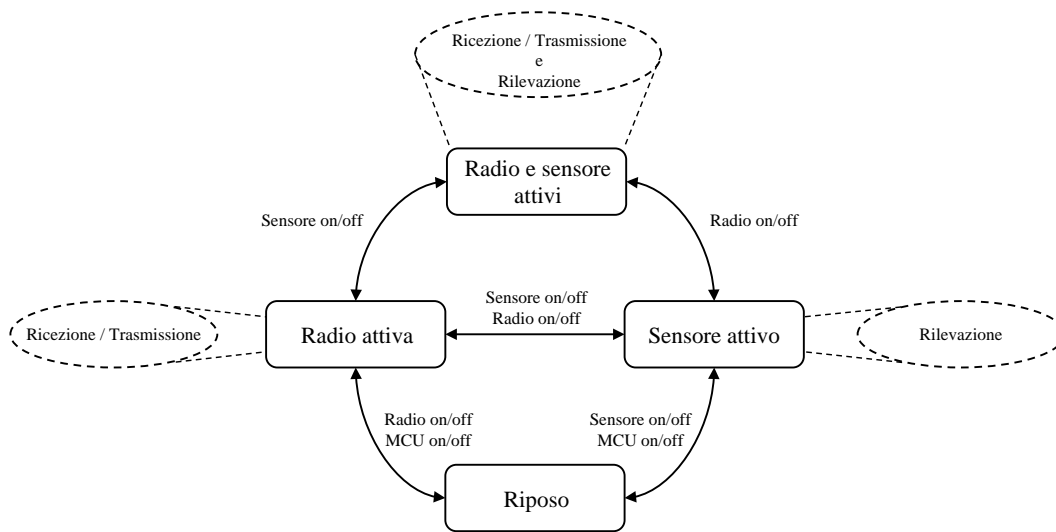 Ricezione / Trasmissione
e
Rilevazione
Radio e sensore
attivi
Sensore on/off
Radio on/off
Ricezione / Trasmissione
Radio attiva
Sensore on/off
Radio on/off
Sensore attivo
Rilevazione
Radio on/off
MCU on/off
Sensore on/off
MCU on/off
Riposo